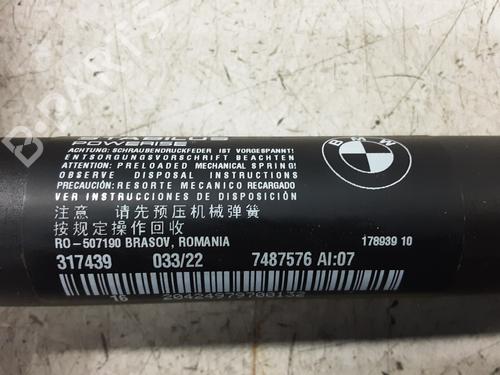 STABILUS
POWERISE
ACHTUNG: SCHRAUBENDRUCKFEDER IST VORGESPANNT!
ENTSORGUNGSVORSCHRIFT BEACHTEN
ATTENTION: PRELOADED MECHANICAL SPRING!
OBSERVE DISPOSAL INSTRUCTIONS
PRECAUCIÓN: RESORTE MECANICO RECARGADO
VER INSTRUCCIONES DE DISPOSICIÓN
注意 请先预压机械弹簧
按规定操作回收
RO-507190 BRASOV, ROMANIA 178939 10
317439 033/22 7487576 AI:07
16 20424979700132
BMW
B-PARTS